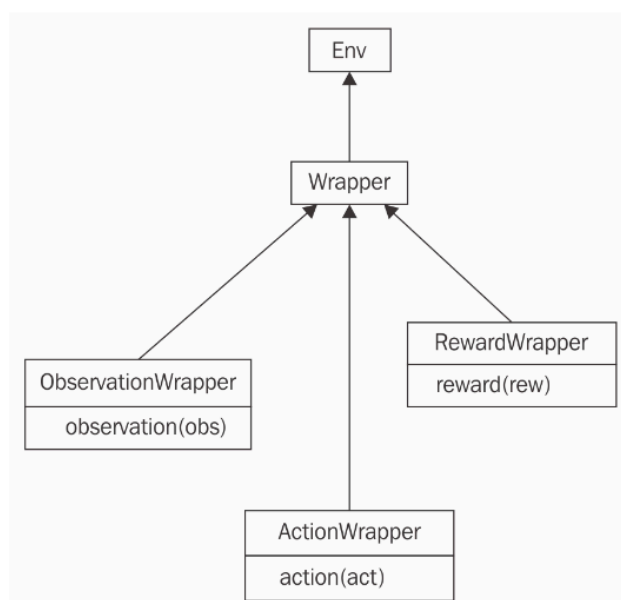 Env
Wrapper
RewardWrapper
reward(rew)
ObservationWrapper
observation(obs)
ActionWrapper
action(act)